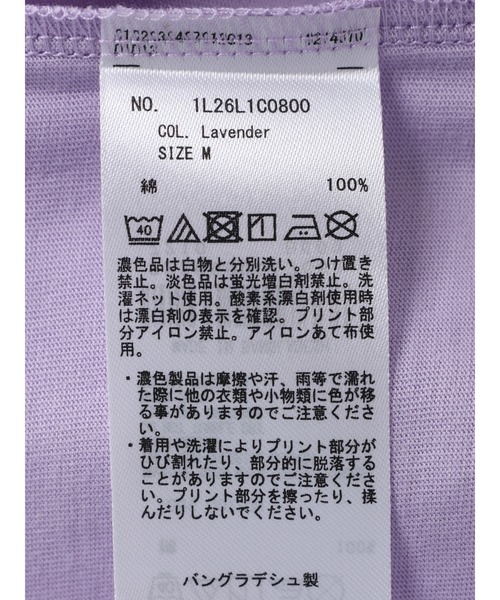 NO. 1L26L1C0800
COL. Lavender
SIZE M
綿 100%
40
濃色品は白物と分別洗い。つけ置き
禁止。淡色品は蛍光増白剤禁止。洗
濯ネット使用。酸素系漂白剤使用時
は漂白剤の表示を確認。プリント部
分アイロン禁止。アイロンあて布使
用。
・濃色製品は摩擦や汗、雨等で濡れ
た際に他の衣類や小物類に色が移
る事がありますのでご注意くださ
い。
・着用や洗濯によりプリント部分が
ひび割れたり、部分的に脱落する
ことがありますのでご注意くださ
い。プリント部分を擦ったり、揉
んだりしないでください。
バングラデシュ製